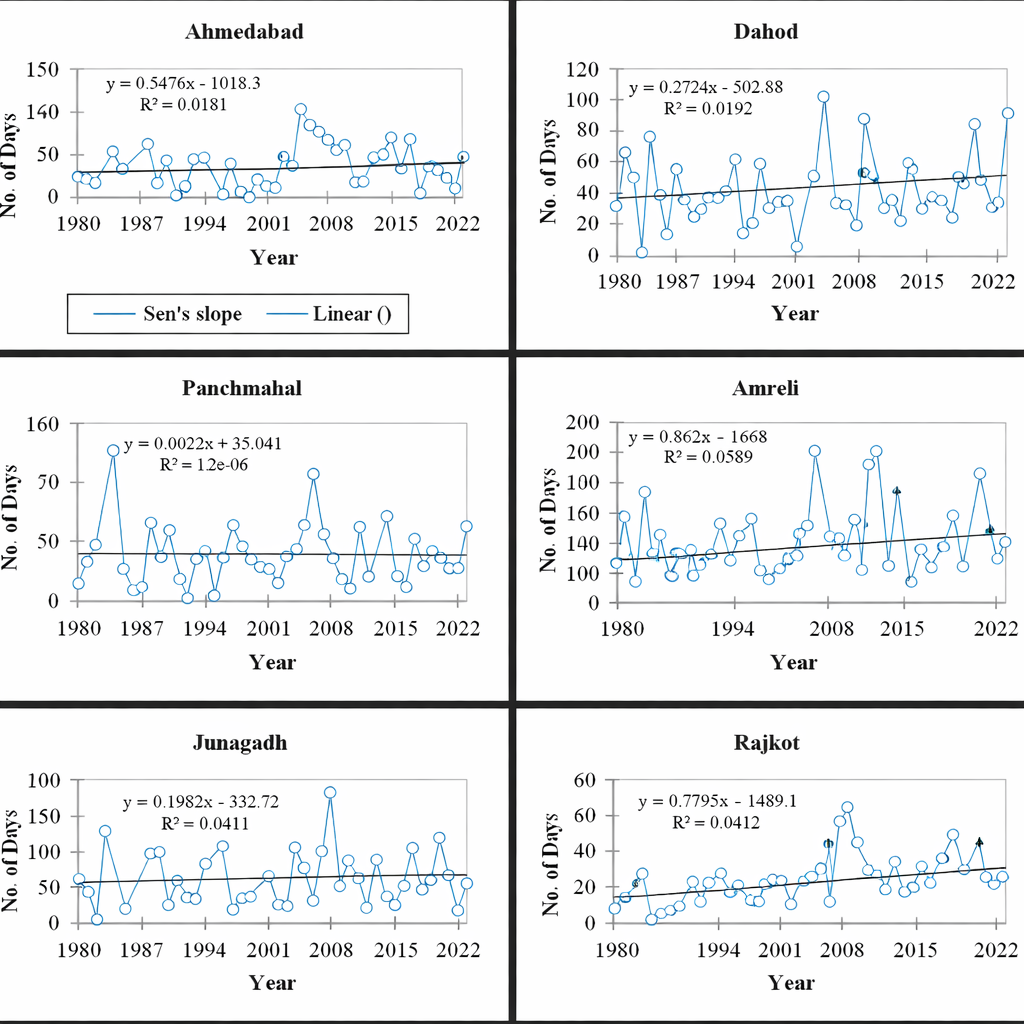 Ahmedabad
y = 0.5476x - 1018.3
R² = 0.0181
150
140
50
0
No. of Days
1980 1987 1994 2001 2008 2015 2022
Year
Sen's slope Linear ()
Dahod
y = 0.2724x - 502.88
R² = 0.0192
120
100
80
60
40
20
0
No. of Days
1980 1987 1994 2001 2008 2015 2022
Year
Panchmahal
y = 0.0022x + 35.041
R² = 12e-06
160
70
50
0
No. of Days
1980 1987 1994 2001 2008 2015 2022
Year
Amreli
y = 0.862x - 1668
R² = 0.0589
200
200
180
160
140
100
0
No. of Days
1980 1994 2008 2015 2022
Year
Junagadh
y = 0.1982x - 332.72
R² = 0.0411
100
150
100
50
0
No. of Days
1980 1987 1994 2001 2008 2015 2022
Year
Rajkot
y = 0.7795x - 1489.1
R² = 0.0412
60
60
40
20
0
No. of Days
1980 1994 2001 2008 2015 2022
Year